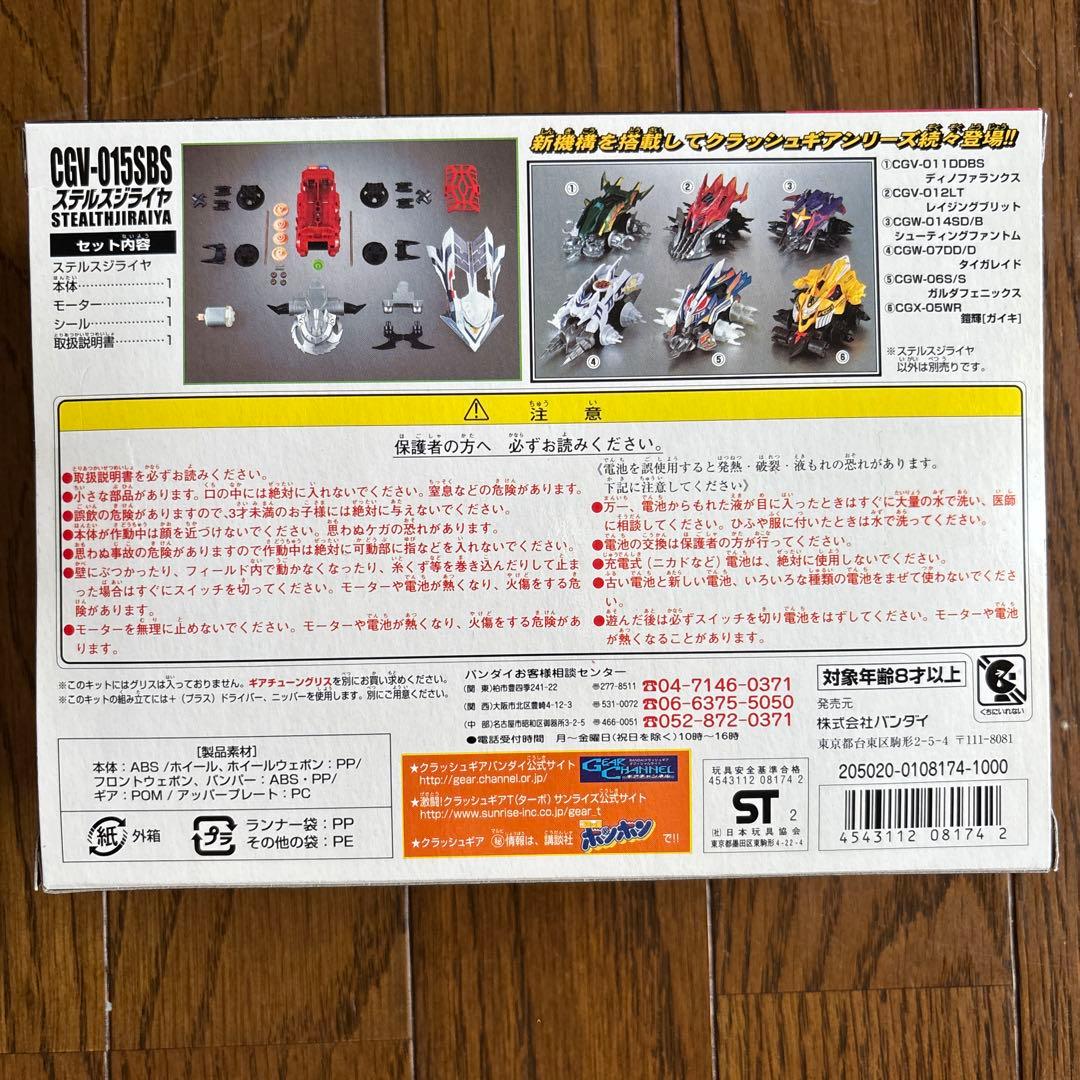 CGV-015SBS
ステルスジライヤ
STEALTHJIRAIYA
セット内容
ステルスジライヤ
本体……………1
モーター…………1
シール……………1
取扱説明書………1
新機構を搭載してクラッシュギアシリーズ続々登場!!
① ② ③
④ ⑤ ⑥
①CGV-011DDBS
ディノファランクス
②CGV-012LT
レイジングブリット
③CGW-014SD/B
シューティングファントム
④CGW-07DD/D
タイガレイド
⑤CGW-06S/S
ガルダフェニックス
⑥CGX-05WR
鎧輝[ガイキ]
※ステルスジライヤ
以外は別売りです。
⚠ 注意
保護者の方へ 必ずお読みください。
●取扱説明書を必ずお読みください。
●小さな部品があります。口の中には絶対に入れないでください。窒息などの危険があります。
●誤飲の危険がありますので、3才未満のお子様には絶対に与えないでください。
●本体が作動中は顔を近づけないでください。思わぬケガの恐れがあります。
●思わぬ事故の危険がありますので作動中は絶対に可動部に指などを入れないでください。
●壁にぶつかったり、フィールド内で動かなくなったり、糸くず等を巻き込んだりして止ま
った場合はすぐにスイッチを切ってください。モーターや電池が熱くなり、火傷をする危
険があります。
●モーターを無理に止めないでください。モーターや電池が熱くなり、火傷をする危険があ
ります。
《電池を誤使用すると発熱・破裂・液もれの恐れがあります。
下記に注意してください》
●万一、電池からもれた液が目に入ったときはすぐに大量の水で洗い、医師
に相談してください。ひふや服に付いたときは水で洗ってください。
●電池の交換は保護者の方が行ってください。
●充電式(ニカドなど)電池は、絶対に使用しないでください。
●古い電池と新しい電池、いろいろな種類の電池をまぜて使わないでくださ
い。
●遊んだ後は必ずスイッチを切り電池をはずしてください。モーターや電池
が熱くなることがあります。
※このキットにはグリスは入っておりません。ギアチューングリスを別にお買い求めください。
※このキットの組み立てには+(プラス)ドライバー、ニッパーを使用します。別にご用意ください。
バンダイお客様相談センター
(関 東)柏市豊四季241-22 〒277-8511 ☎04-7146-0371
(関 西)大阪市北区豊崎4-12-3 〒531-0072 ☎06-6375-5050
(中 部)名古屋市昭和区御器所3-2-5 〒466-0051 ☎052-872-0371
●電話受付時間 月〜金曜日(祝日を除く)10時〜16時
対象年齢8才以上
くちにいれない
発売元
株式会社バンダイ
東京都台東区駒形2-5-4 〒111-8081
[製品素材]
本体:ABS/ホイール、ホイールウェポン:PP/
フロントウェポン、バンパー:ABS・PP/
ギア:POM/アッパープレート:PC
紙 外箱
プラ ランナー袋:PP
その他の袋:PE
★クラッシュギアバンダイ公式サイト
http://gear.channel.or.jp/
GEAR CHANNEL
★激闘!クラッシュギアT(ターボ) サンライズ公式サイト
http://www.sunrise-inc.co.jp/gear_t
★クラッシュギア㊙情報は、講談社 ボンボン で!!
玩具安全基準合格
4543112 08174 2
ST 2
(社)日本玩具協会
東京都墨田区東駒形4-22-4
205020-0108174-1000
4543112 08174 2